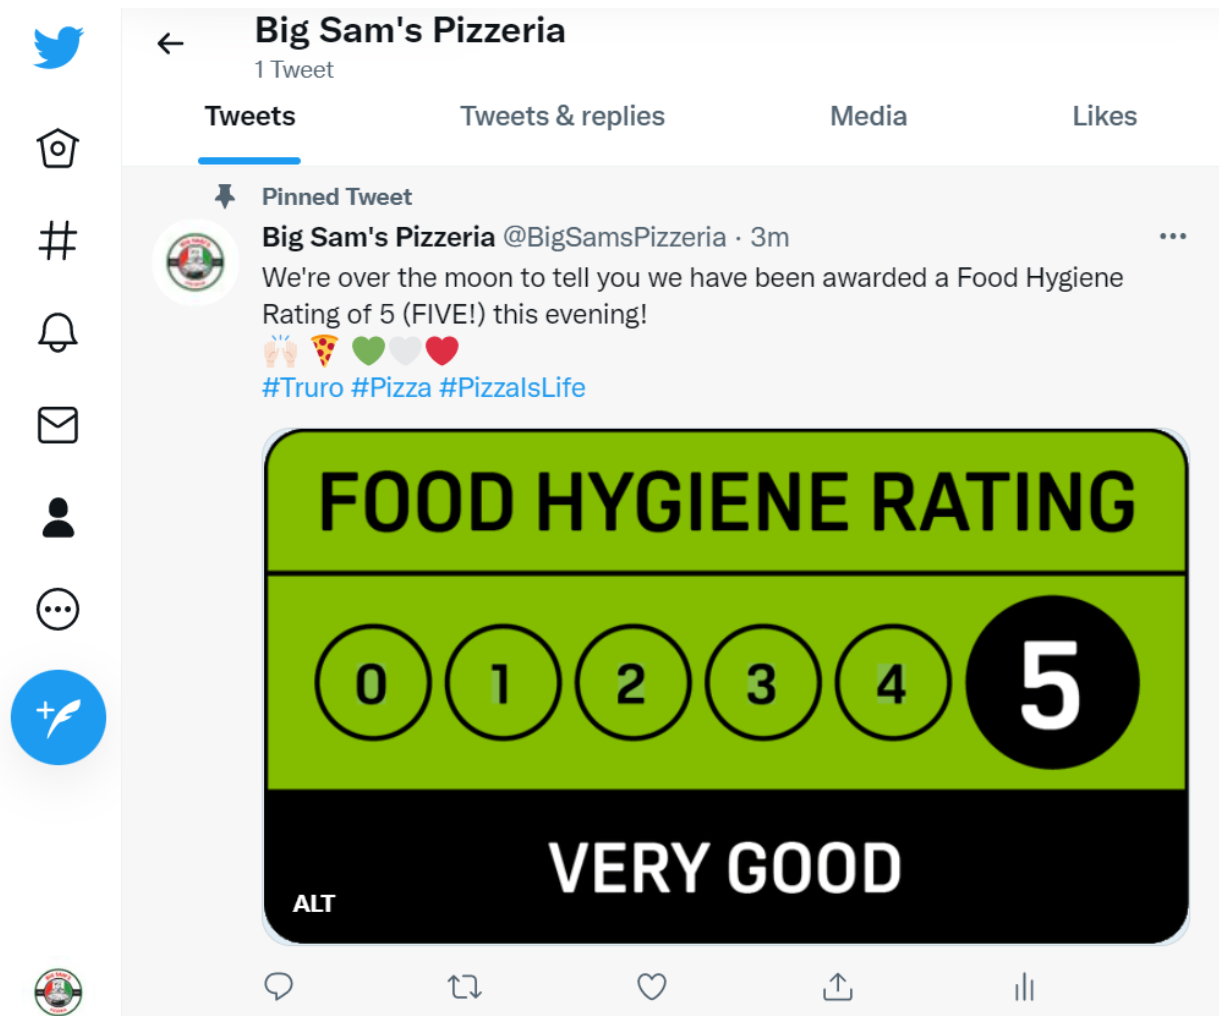 Big Sam's Pizzeria
1 Tweet
Tweets Tweets & replies Media Likes
Pinned Tweet
Big Sam's Pizzeria @BigSamsPizzeria · 3m
We're over the moon to tell you we have been awarded a Food Hygiene
Rating of 5 (FIVE!) this evening!
🙌🏻 🍕 💚🤍❤️
#Truro #Pizza #PizzaIsLife
FOOD HYGIENE RATING
0 1 2 3 4 5
VERY GOOD
ALT